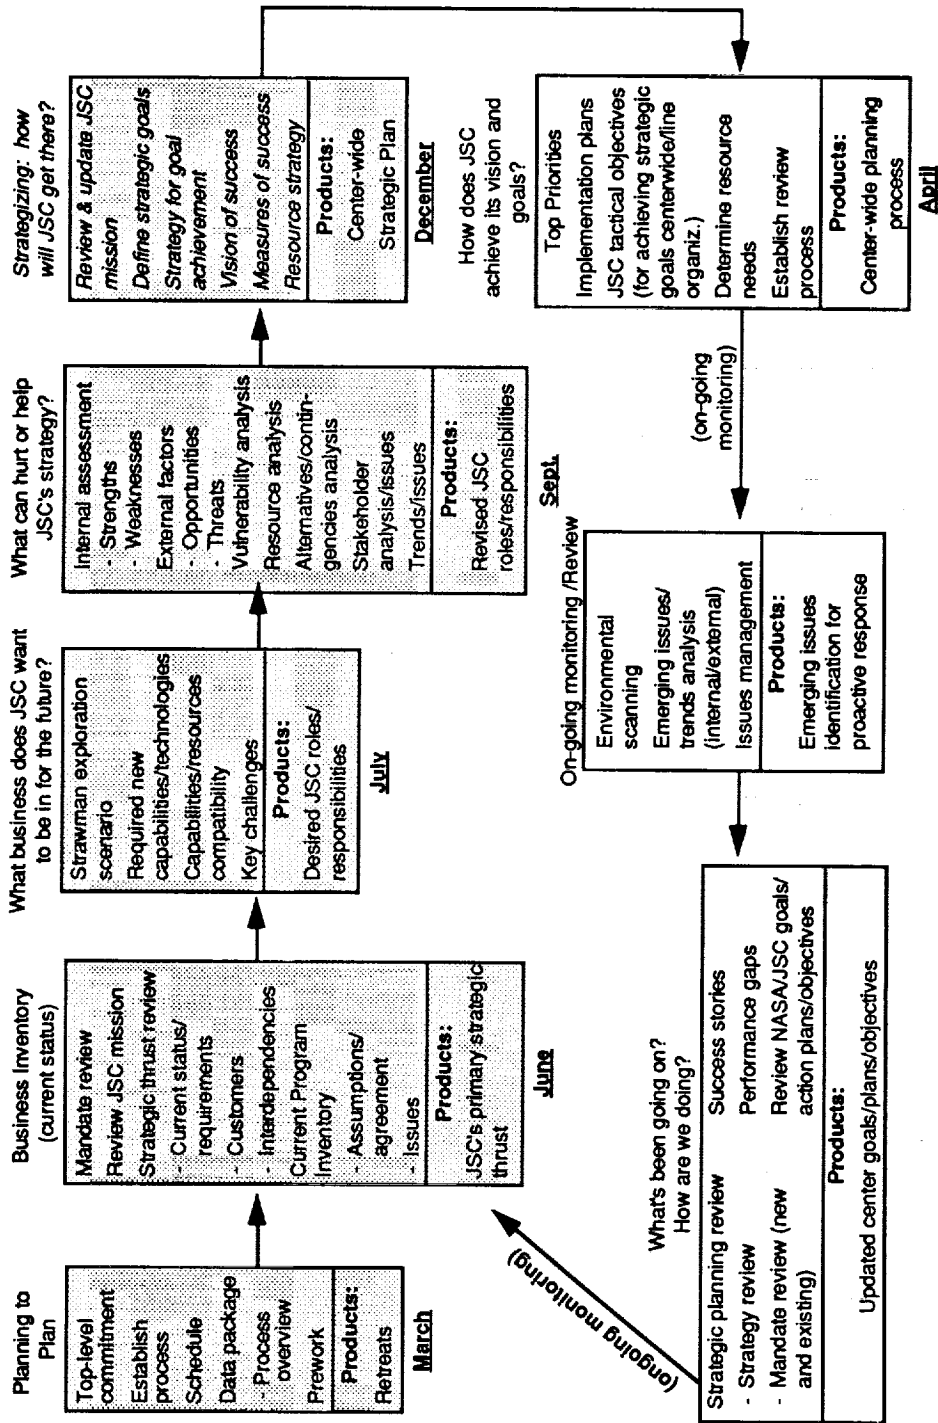 Planning to
Plan
Top-level
commitment
Establish
process
Schedule
Data package
- Process
overview
Prework
Products:
Retreats
March
Business Inventory
(current status)
Mandate review
Review JSC mission
Strategic thrust review
- Current status/
requirements
- Customers
- Interdependencies
Current Program
Inventory
- Assumptions/
agreement
- Issues
Products:
JSC's primary strategic
thrust
June
What business does JSC want
to be in for the future?
Strawman exploration
scenario
Required new
capabilities/technologies
Capabilities/resources
compatibility
Key challenges
Products:
Desired JSC roles/
responsibilities
July
What can hurt or help
JSC's strategy?
Internal assessment
- Strengths
- Weaknesses
External factors
- Opportunities
- Threats
Vulnerability analysis
Resource analysis
Alternatives/contin-
gencies analysis
Stakeholder
analysis/issues
Trends/issues
Products:
Revised JSC
roles/responsibilities
Sept.
Strategizing: how
will JSC get there?
Review & update JSC
mission
Define strategic goals
Strategy for goal
achievement
Vision of success
Measures of success
Resource strategy
Products:
Center-wide
Strategic Plan
December
How does JSC
achieve its vision and
goals?
Top Priorities
Implementation plans
JSC tactical objectives
(for achieving strategic
goals centerwide/line
organiz.)
Determine resource
needs
Establish review
process
Products:
Center-wide planning
process
April
(on-going
monitoring)
On-going monitoring /Review
Environmental
scanning
Emerging issues/
trends analysis
(internal/external)
Issues management
Products:
Emerging issues
identification for
proactive response
What's been going on?
How are we doing?
Strategic planning review
- Strategy review
- Mandate review (new
and existing)
Success stories
Performance gaps
Review NASA/JSC goals/
action plans/objectives
Products:
Updated center goals/plans/objectives
(ongoing monitoring)